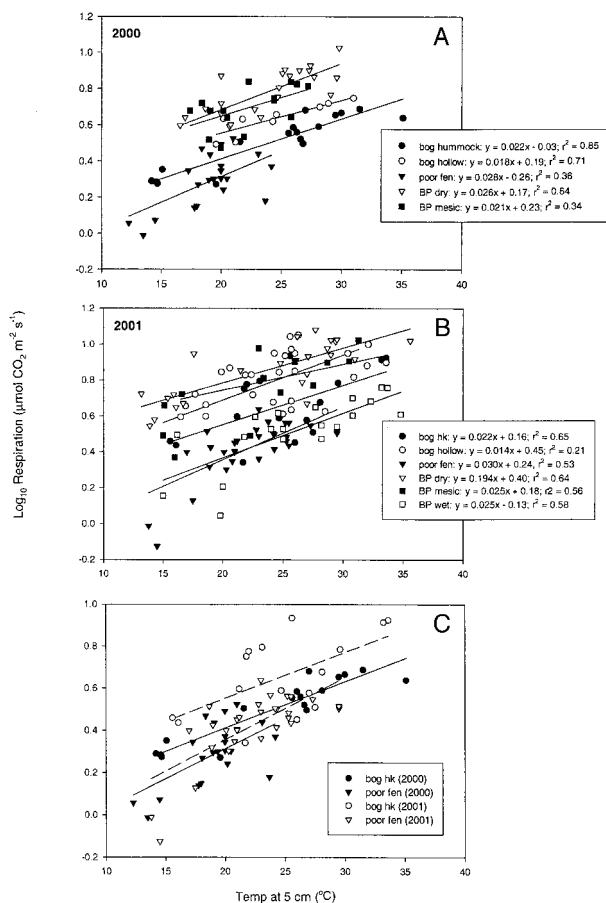 2000
A
1.2
1.0
0.8
0.6
0.4
0.2
0.0
-0.2
10 15 20 25 30 35 40
bog hummock: y = 0.022x - 0.03; r² = 0.85
bog hollow: y = 0.018x + 0.19; r² = 0.71
poor fen: y = 0.028x - 0.26; r² = 0.36
BP dry: y = 0.026x + 0.17; r² = 0.64
BP mesic: y = 0.021x + 0.23; r² = 0.34
2001
B
1.2
1.0
0.8
0.6
0.4
0.2
0.0
-0.2
10 15 20 25 30 35 40
bog hk: y = 0.022x + 0.16; r² = 0.65
bog hollow: y = 0.014x + 0.45; r² = 0.21
poor fen: y = 0.030x + 0.24, r² = 0.53
BP dry: y = 0.194x + 0.40; r² = 0.64
BP mesic: y = 0.025x + 0.18; r2 = 0.56
BP wet: y = 0.025x - 0.13; r² = 0.58
Log₁₀ Respiration (µmol CO₂ m⁻² s⁻¹)
C
1.0
0.8
0.6
0.4
0.2
0.0
-0.2
10 15 20 25 30 35 40
bog hk (2000)
poor fen (2000)
bog hk (2001)
poor fen (2001)
Temp at 5 cm (°C)